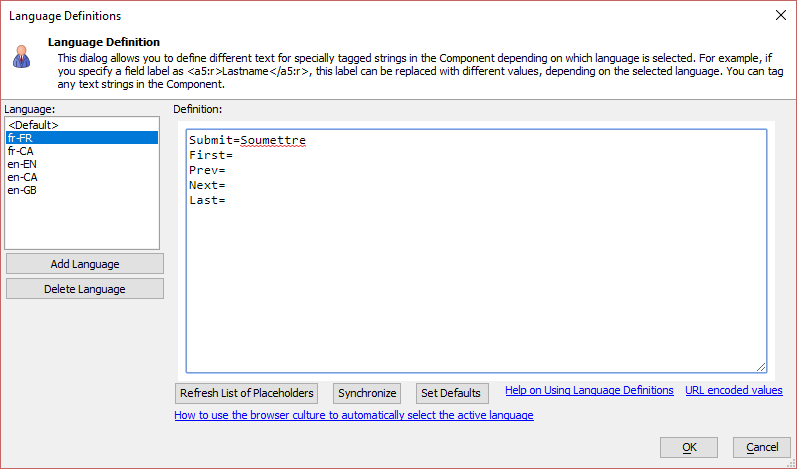 Language Definitions
Language Definition
This dialog allows you to define different text for specially tagged strings in the Component depending on which language is selected. For example, if
you specify a field label as <a5:r>Lastname</a5:r>, this label can be replaced with different values, depending on the selected language. You can tag
any text strings in the Component.
Language:
<Default>
fr-FR
fr-CA
en-EN
en-CA
en-GB
Add Language
Delete Language
Definition:
Submit=Soumettre
First=
Prev=
Next=
Last=
Refresh List of Placeholders
Synchronize
Set Defaults
Help on Using Language Definitions
URL encoded values
How to use the browser culture to automatically select the active language
OK
Cancel